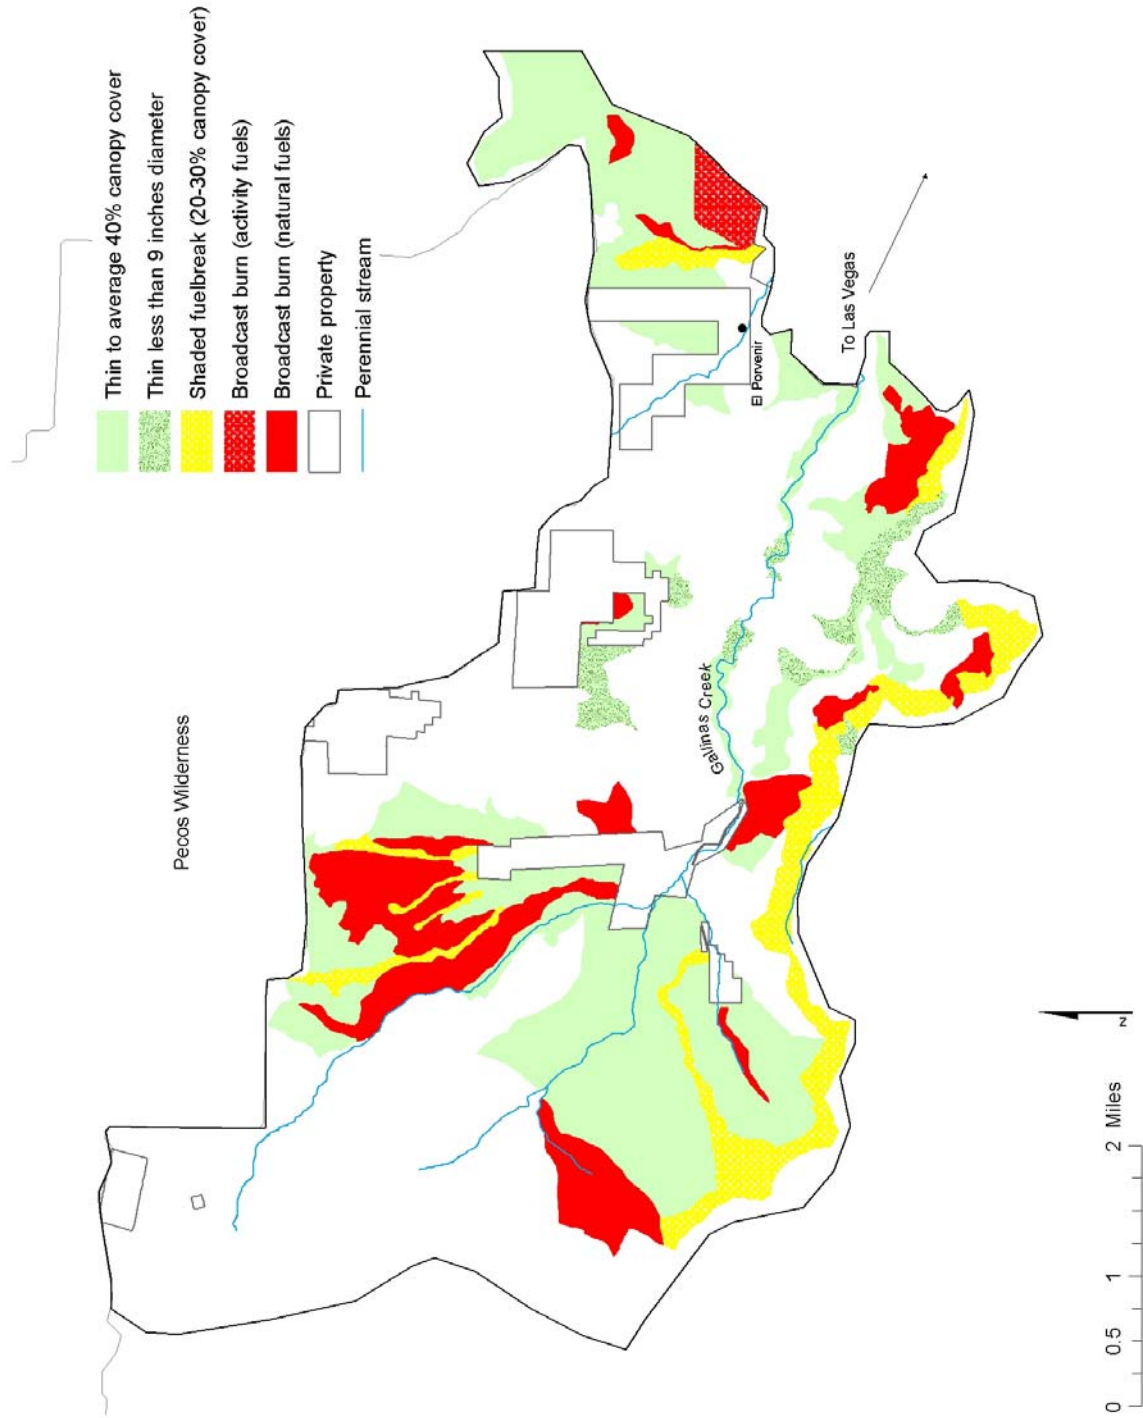 Thin to average 40% canopy cover
Thin less than 9 inches diameter
Shaded fuelbreak (20-30% canopy cover)
Broadcast burn (activity fuels)
Broadcast burn (natural fuels)
Private property
Perennial stream
Pecos Wilderness
El Porvenir
To Las Vegas
Gallinas Creek
N
0 0.5 1 2 Miles